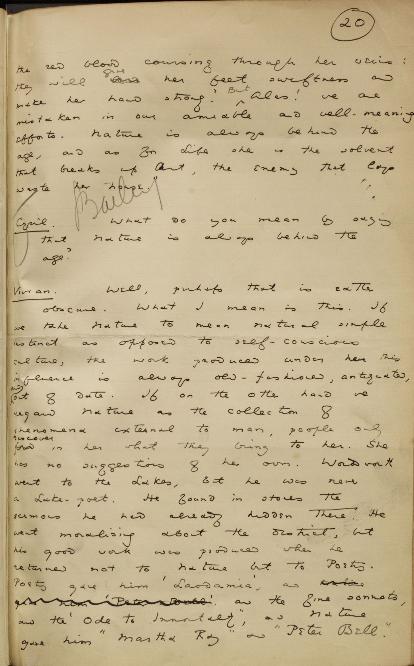 20
the red blood coursing through her veins:
they will give her feet swiftness and
make her hand strong." But Alas! we are
mistaken in our amiable and well-meaning
efforts. Nature is always behind the
age, and as for Life she is the solvent
that breaks up Art, the enemy that lays
waste her house."
Bailey
Cyril. What do you mean by saying
that Nature is always behind the
age?
Vivian. Well, perhaps that is rather
obscure. What I mean is this. If
we take Nature to mean natural simple
instinct as opposed to self-conscious
culture, the work produced under this
influence is always old-fashioned, antiquated,
and out of date. If on the other hand we
regard Nature as the collection of
phenomena external to man, people only
discover in her what they bring to her. She
has no suggestions of her own. Wordsworth
went to the Lakes, but he was never
a Lake-poet. He found in stones the
sermons he had already hidden there. He
went moralising about the district, but
his good work was produced when he
returned not to Nature but to Poetry.
Poetry gave him 'Laodamia', and
gave him 'Peter Bell'. and the fine sonnets,
and the 'Ode to Immortality', and Nature
gave him "Martha Ray" and "Peter Bell."